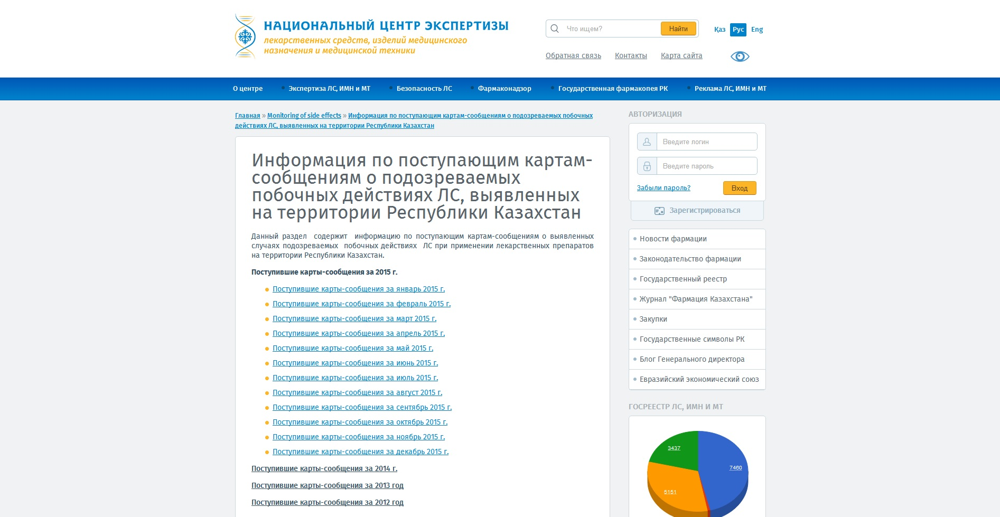 НАЦИОНАЛЬНЫЙ ЦЕНТР ЭКСПЕРТИЗЫ
лекарственных средств, изделий медицинского
назначения и медицинской техники
Что ищем?
Найти
Қаз Рус Eng
Обратная связь Контакты Карта сайта
О центре Экспертиза ЛС, ИМН и МТ Безопасность ЛС Фармаконадзор Государственная фармакопея РК Реклама ЛС, ИМН и МТ
Главная » Monitoring of side effects » Информация по поступающим картам-сообщениям о подозреваемых побочных
действиях ЛС, выявленных на территории Республики Казахстан
Информация по поступающим картам-
сообщениям о подозреваемых
побочных действиях ЛС, выявленных
на территории Республики Казахстан
Данный раздел содержит информацию по поступающим картам-сообщениям о выявленных
случаях подозреваемых побочных действиях ЛС при применении лекарственных препаратов
на территории Республики Казахстан.
Поступившие карты-сообщения за 2015 г.
Поступившие карты-сообщения за январь 2015 г.
Поступившие карты-сообщения за февраль 2015 г.
Поступившие карты-сообщения за март 2015 г.
Поступившие карты-сообщения за апрель 2015 г.
Поступившие карты-сообщения за май 2015 г.
Поступившие карты-сообщения за июнь 2015 г.
Поступившие карты-сообщения за июль 2015 г.
Поступившие карты-сообщения за август 2015 г.
Поступившие карты-сообщения за сентябрь 2015 г.
Поступившие карты-сообщения за октябрь 2015 г.
Поступившие карты-сообщения за ноябрь 2015 г.
Поступившие карты-сообщения за декабрь 2015 г.
Поступившие карты-сообщения за 2014 г.
Поступившие карты-сообщения за 2013 год
Поступившие карты-сообщения за 2012 год
АВТОРИЗАЦИЯ
Введите логин
Введите пароль
Забыли пароль?
Вход
Зарегистрироваться
Новости фармации
Законодательство фармации
Государственный реестр
Журнал "Фармация Казахстана"
Закупки
Государственные символы РК
Блог Генерального директора
Евразийский экономический союз
ГОСРЕЕСТР ЛС, ИМН И МТ
3437
7460
5151